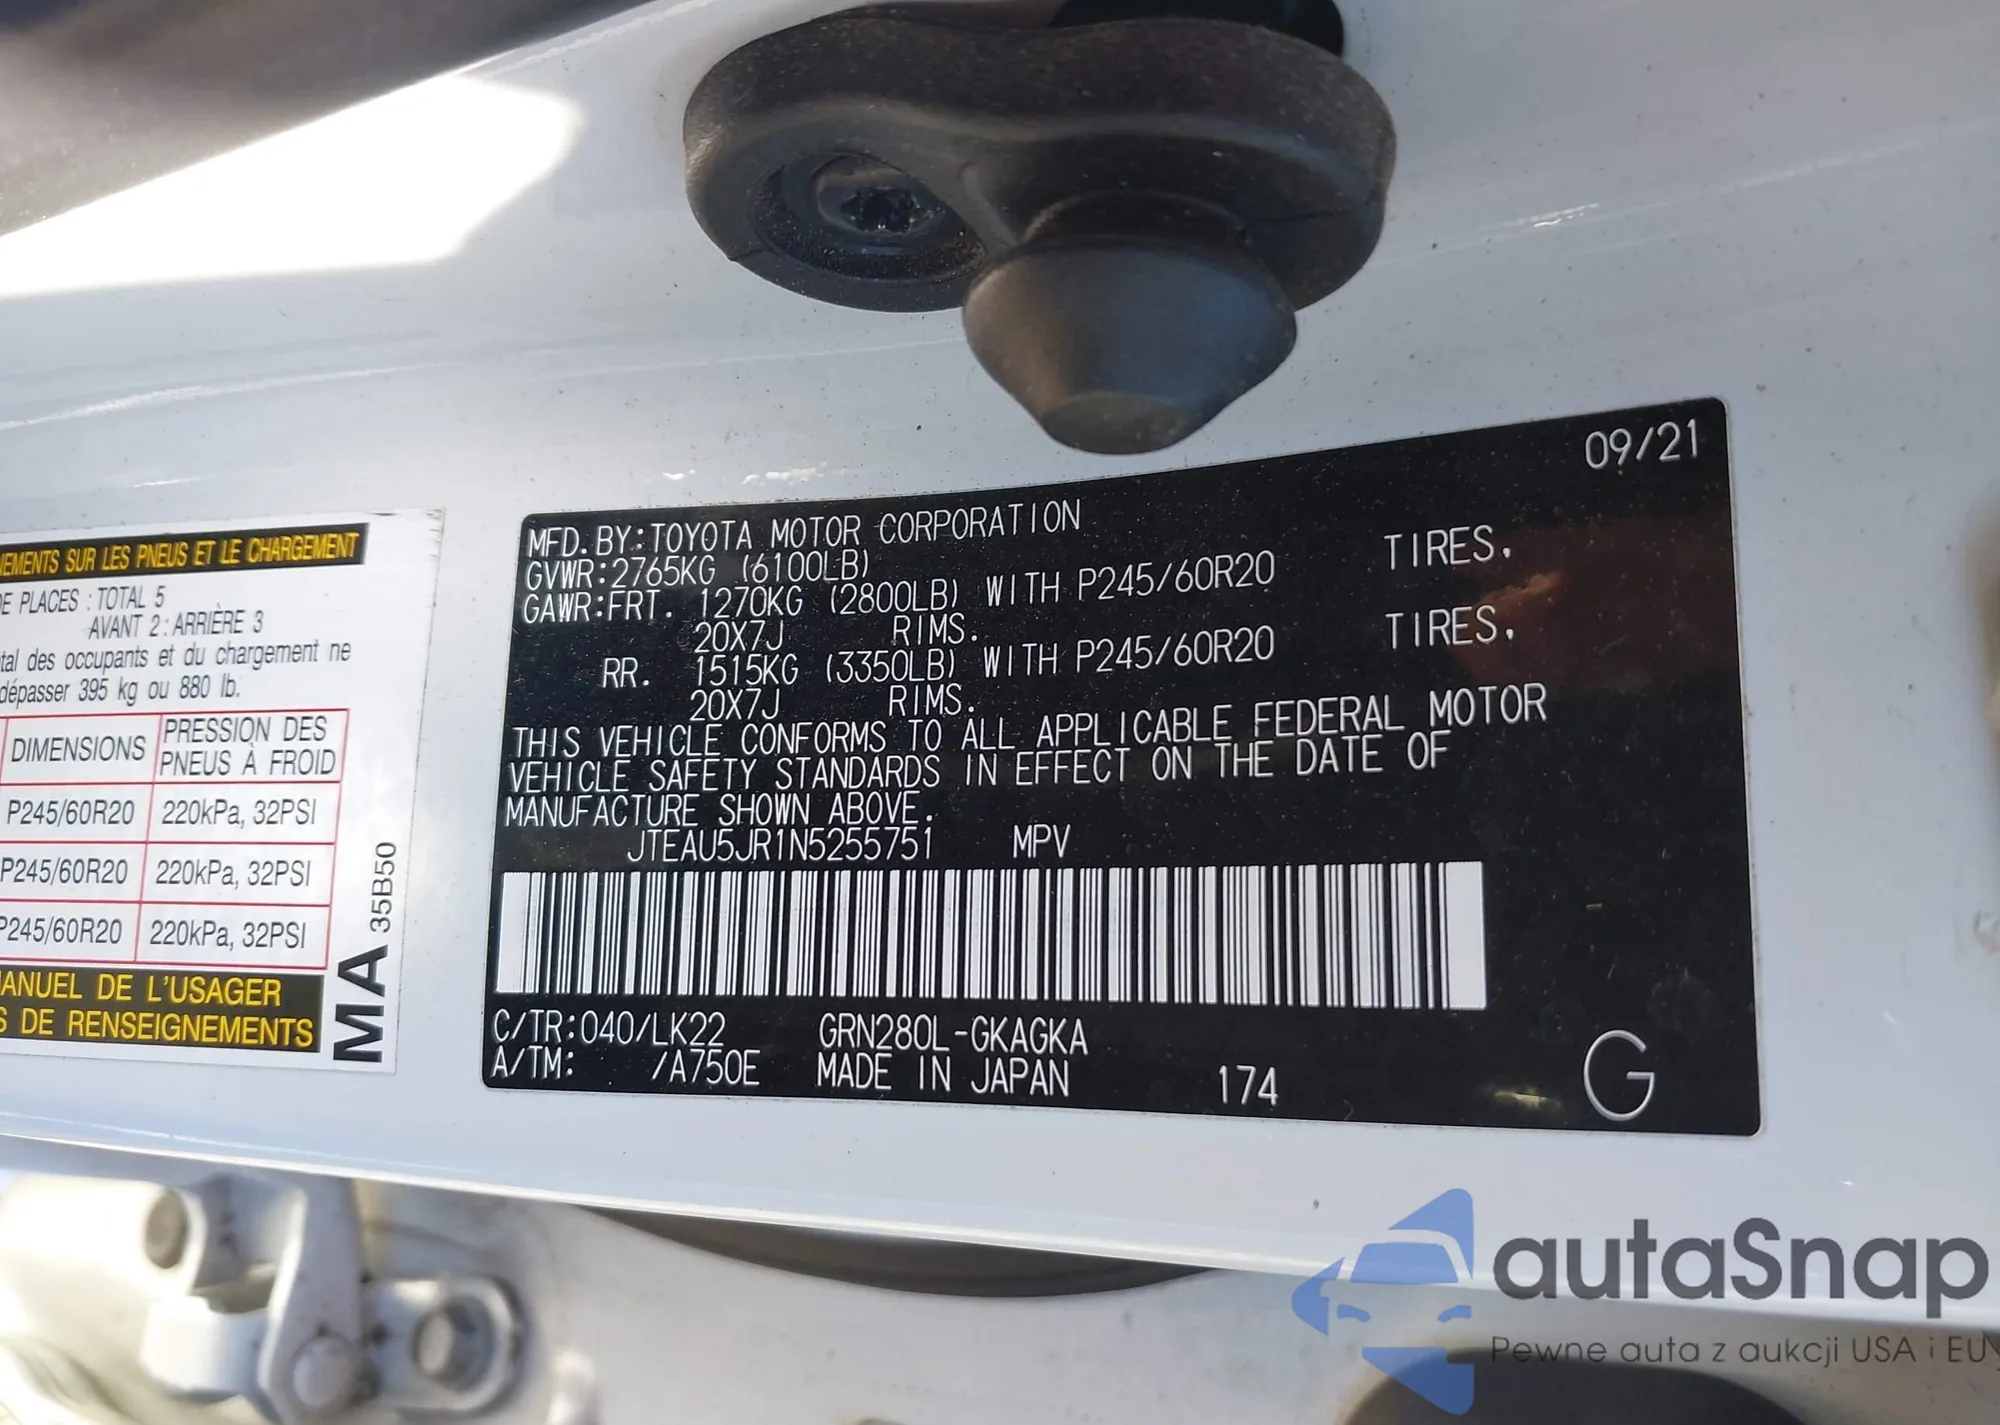 NEMENTS SUR LES PNEUS ET LE CHARGEMENT
DE PLACES : TOTAL 5
AVANT 2 : ARRIÈRE 3
tal des occupants et du chargement ne
dépasser 395 kg ou 880 lb.
DIMENSIONS PRESSION DES PNEUS À FROID
P245/60R20 220kPa, 32PSI
P245/60R20 220kPa, 32PSI
P245/60R20 220kPa, 32PSI
MANUEL DE L'USAGER
S DE RENSEIGNEMENTS
MA 35B50
09/21
MFD. BY: TOYOTA MOTOR CORPORATION
GVWR: 2765KG (6100LB)
GAWR: FRT. 1270KG (2800LB) WITH P245/60R20 TIRES,
20X7J RIMS.
RR. 1515KG (3350LB) WITH P245/60R20 TIRES,
20X7J RIMS.
THIS VEHICLE CONFORMS TO ALL APPLICABLE FEDERAL MOTOR
VEHICLE SAFETY STANDARDS IN EFFECT ON THE DATE OF
MANUFACTURE SHOWN ABOVE.
JTEAU5JR1N5255751 MPV
C/TR: 040/LK22 GRN280L-GKAGKA
A/TM: /A750E MADE IN JAPAN 174 G
autaSnap
Pewne auta z aukcji USA i EU